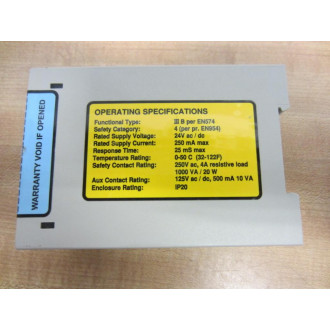 WARRANTY VOID IF OPENED
OPERATING SPECIFICATIONS
Functional Type: III B per EN574
Safety Catagory: 4 (per pr. EN954)
Rated Supply Voltage: 24V ac / dc
Rated Supply Current: 250 mA max
Response Time: 25 mS max
Temperature Rating: 0-50 C (32-122F)
Safety Contact Rating: 250V ac, 4A resistive load
1000 VA / 20 W
Aux Contact Rating: 125V ac / dc, 500 mA 10 VA
Enclosure Rating: IP20